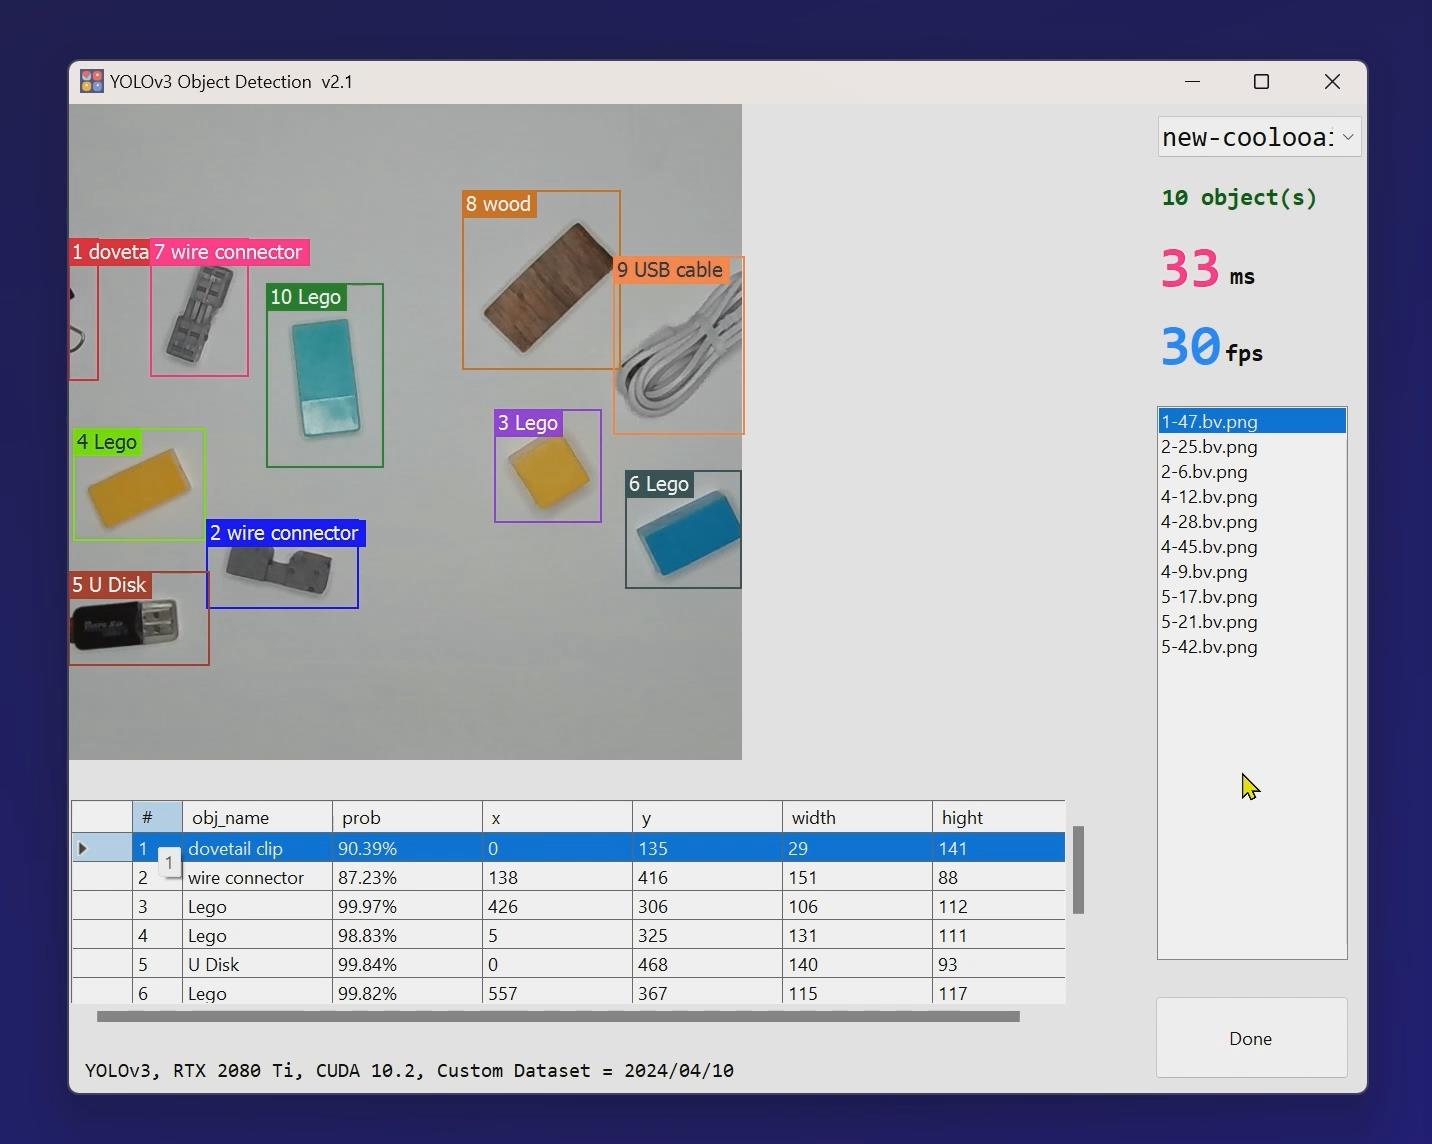 YOLOv3 Object Detection v2.1
new-coolooai
10 object(s)
33 ms
30 fps
8 wood
1 doveta
7 wire connector
9 USB cable
10 Lego
3 Lego
4 Lego
6 Lego
2 wire connector
5 U Disk
1-47.bv.png
2-25.bv.png
2-6.bv.png
4-12.bv.png
4-28.bv.png
4-45.bv.png
4-9.bv.png
5-17.bv.png
5-21.bv.png
5-42.bv.png
# obj_name prob x y width hight
1 dovetail clip 90.39% 0 135 29 141
1
2 wire connector 87.23% 138 416 151 88
3 Lego 99.97% 426 306 106 112
4 Lego 98.83% 5 325 131 111
5 U Disk 99.84% 0 468 140 93
6 Lego 99.82% 557 367 115 117
Done
YOLOv3, RTX 2080 Ti, CUDA 10.2, Custom Dataset = 2024/04/10